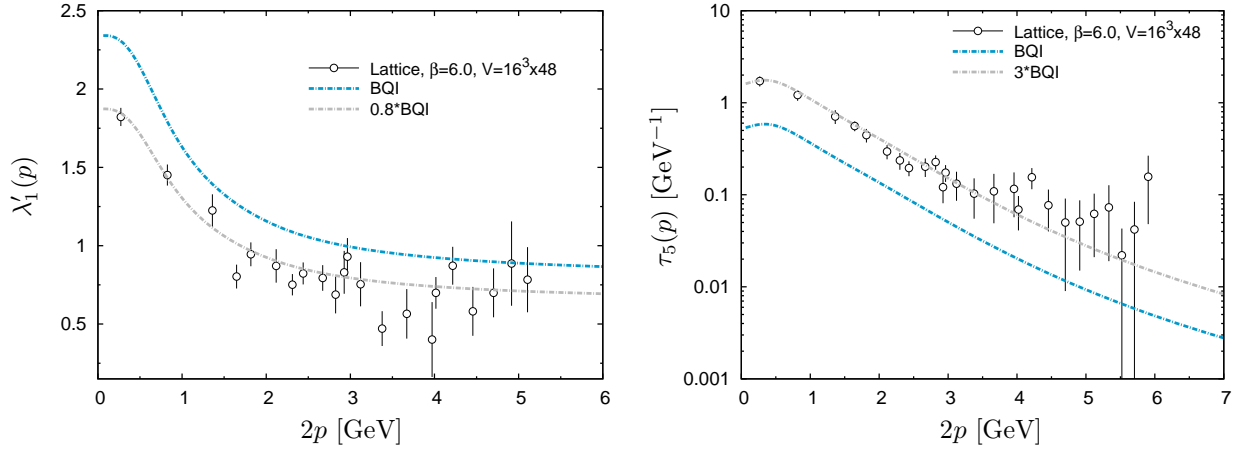 2.5
2
1.5
1
0.5
0
1
2
3
4
5
6
λ′₁(p)
2p [GeV]
Lattice, β=6.0, V=16³x48
BQI
0.8*BQI
10
1
0.1
0.01
0.001
0
1
2
3
4
5
6
7
τ₅(p) [GeV⁻¹]
2p [GeV]
Lattice, β=6.0, V=16³x48
BQI
3*BQI